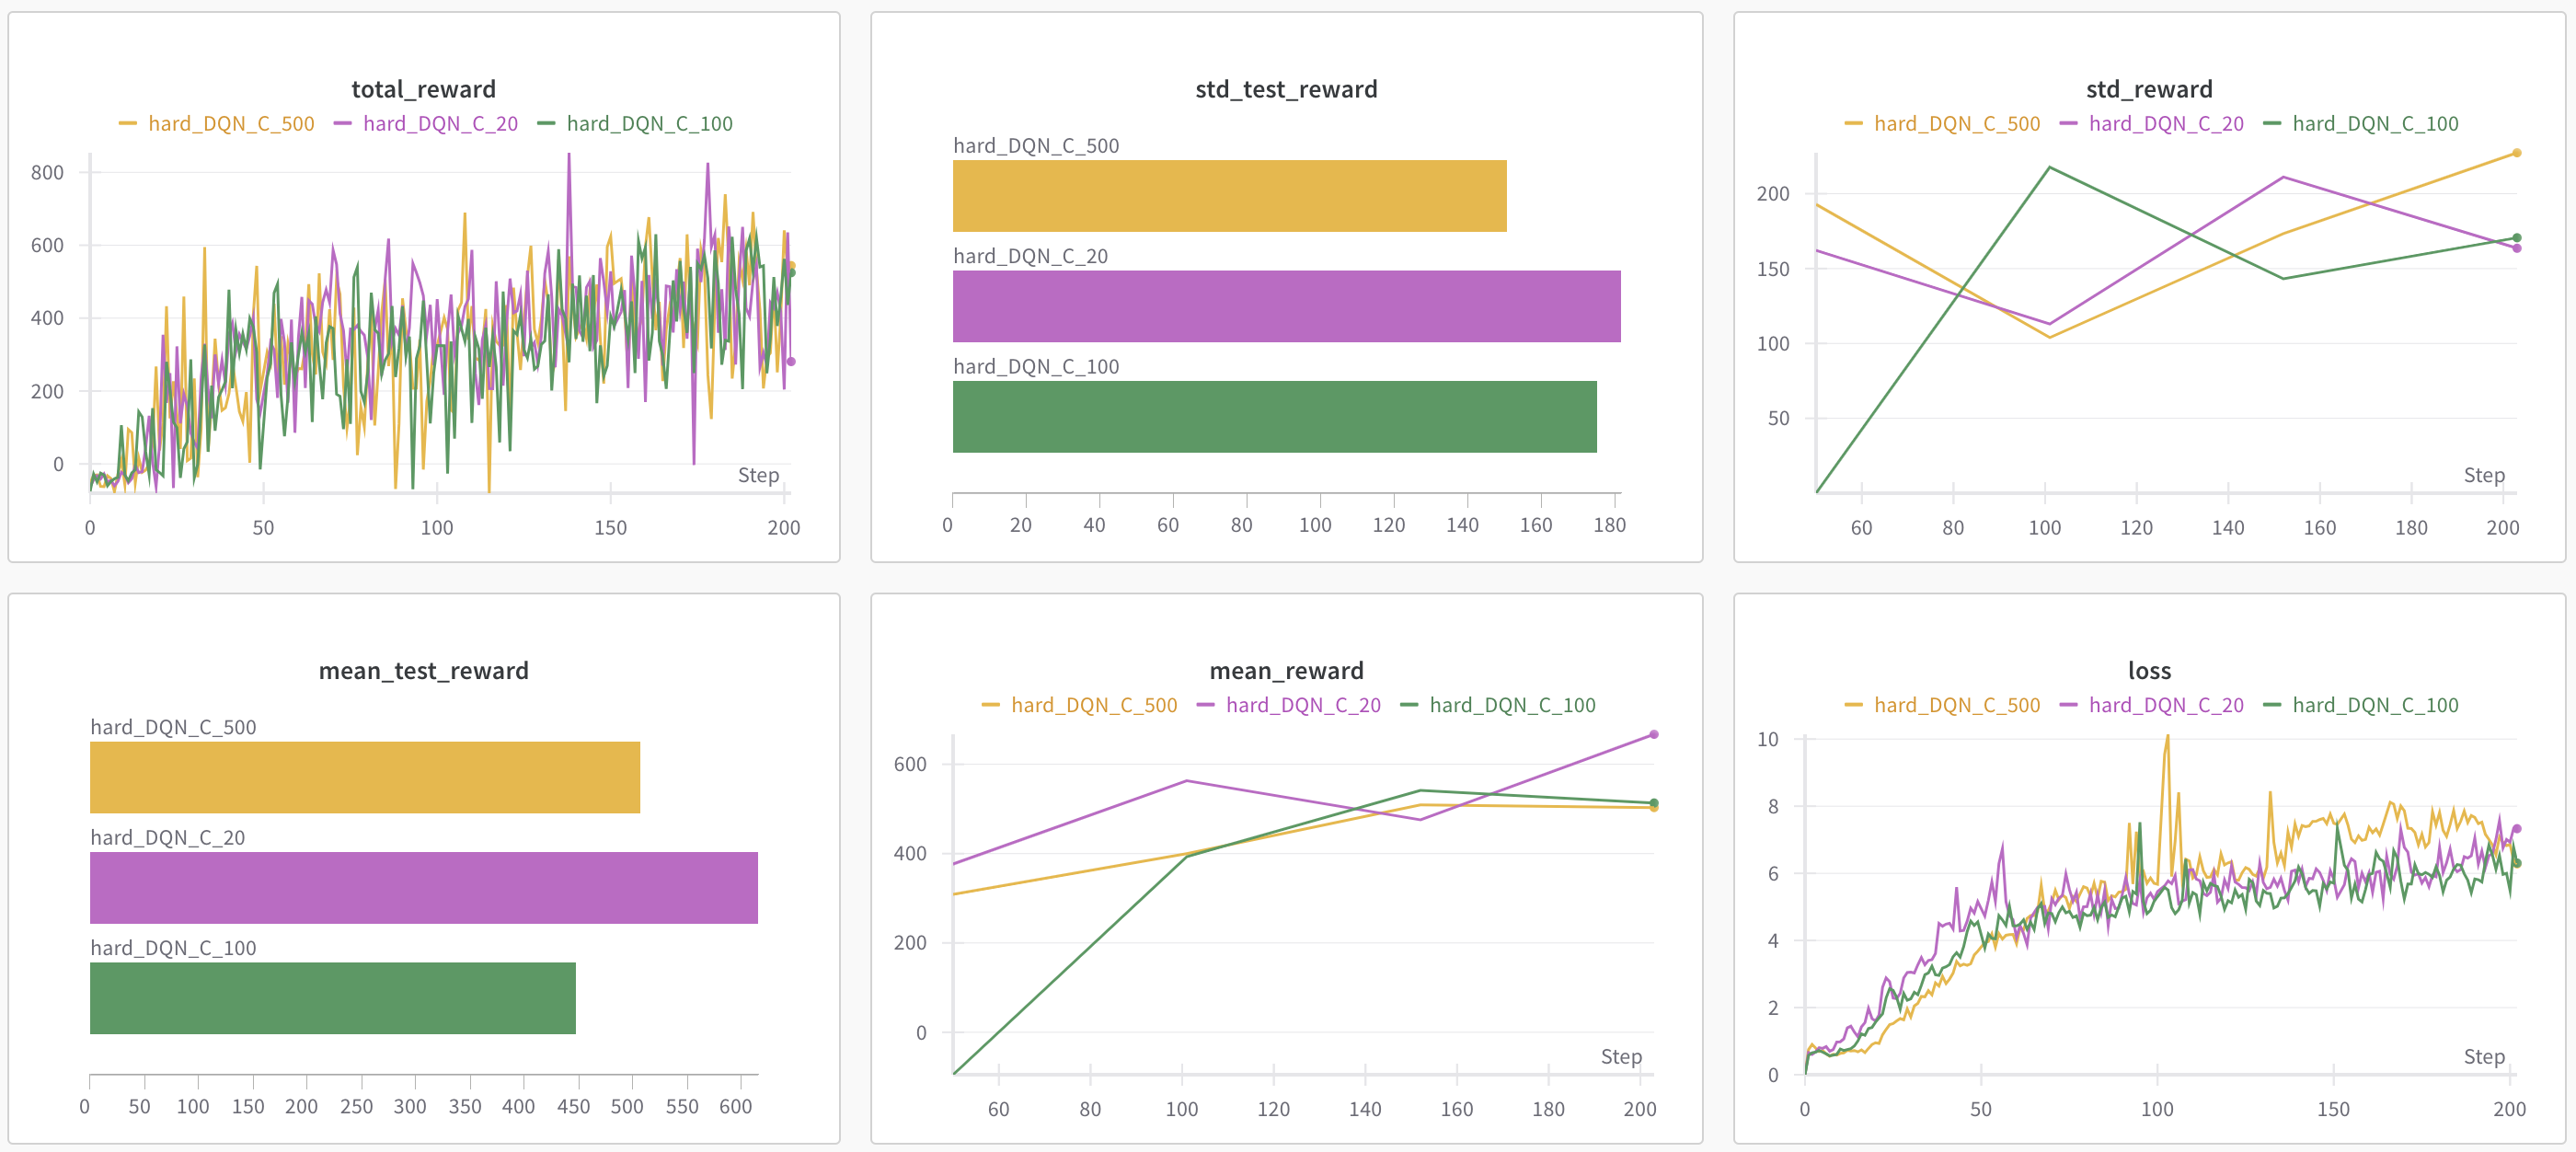 total_reward
hard_DQN_C_500 hard_DQN_C_20 hard_DQN_C_100
800
600
400
200
0
Step
0 50 100 150 200
std_test_reward
hard_DQN_C_500
hard_DQN_C_20
hard_DQN_C_100
0 20 40 60 80 100 120 140 160 180
std_reward
hard_DQN_C_500 hard_DQN_C_20 hard_DQN_C_100
200
150
100
50
Step
60 80 100 120 140 160 180 200
mean_test_reward
hard_DQN_C_500
hard_DQN_C_20
hard_DQN_C_100
0 50 100 150 200 250 300 350 400 450 500 550 600
mean_reward
hard_DQN_C_500 hard_DQN_C_20 hard_DQN_C_100
600
400
200
0
Step
60 80 100 120 140 160 180 200
loss
hard_DQN_C_500 hard_DQN_C_20 hard_DQN_C_100
10
8
6
4
2
0
Step
0 50 100 150 200